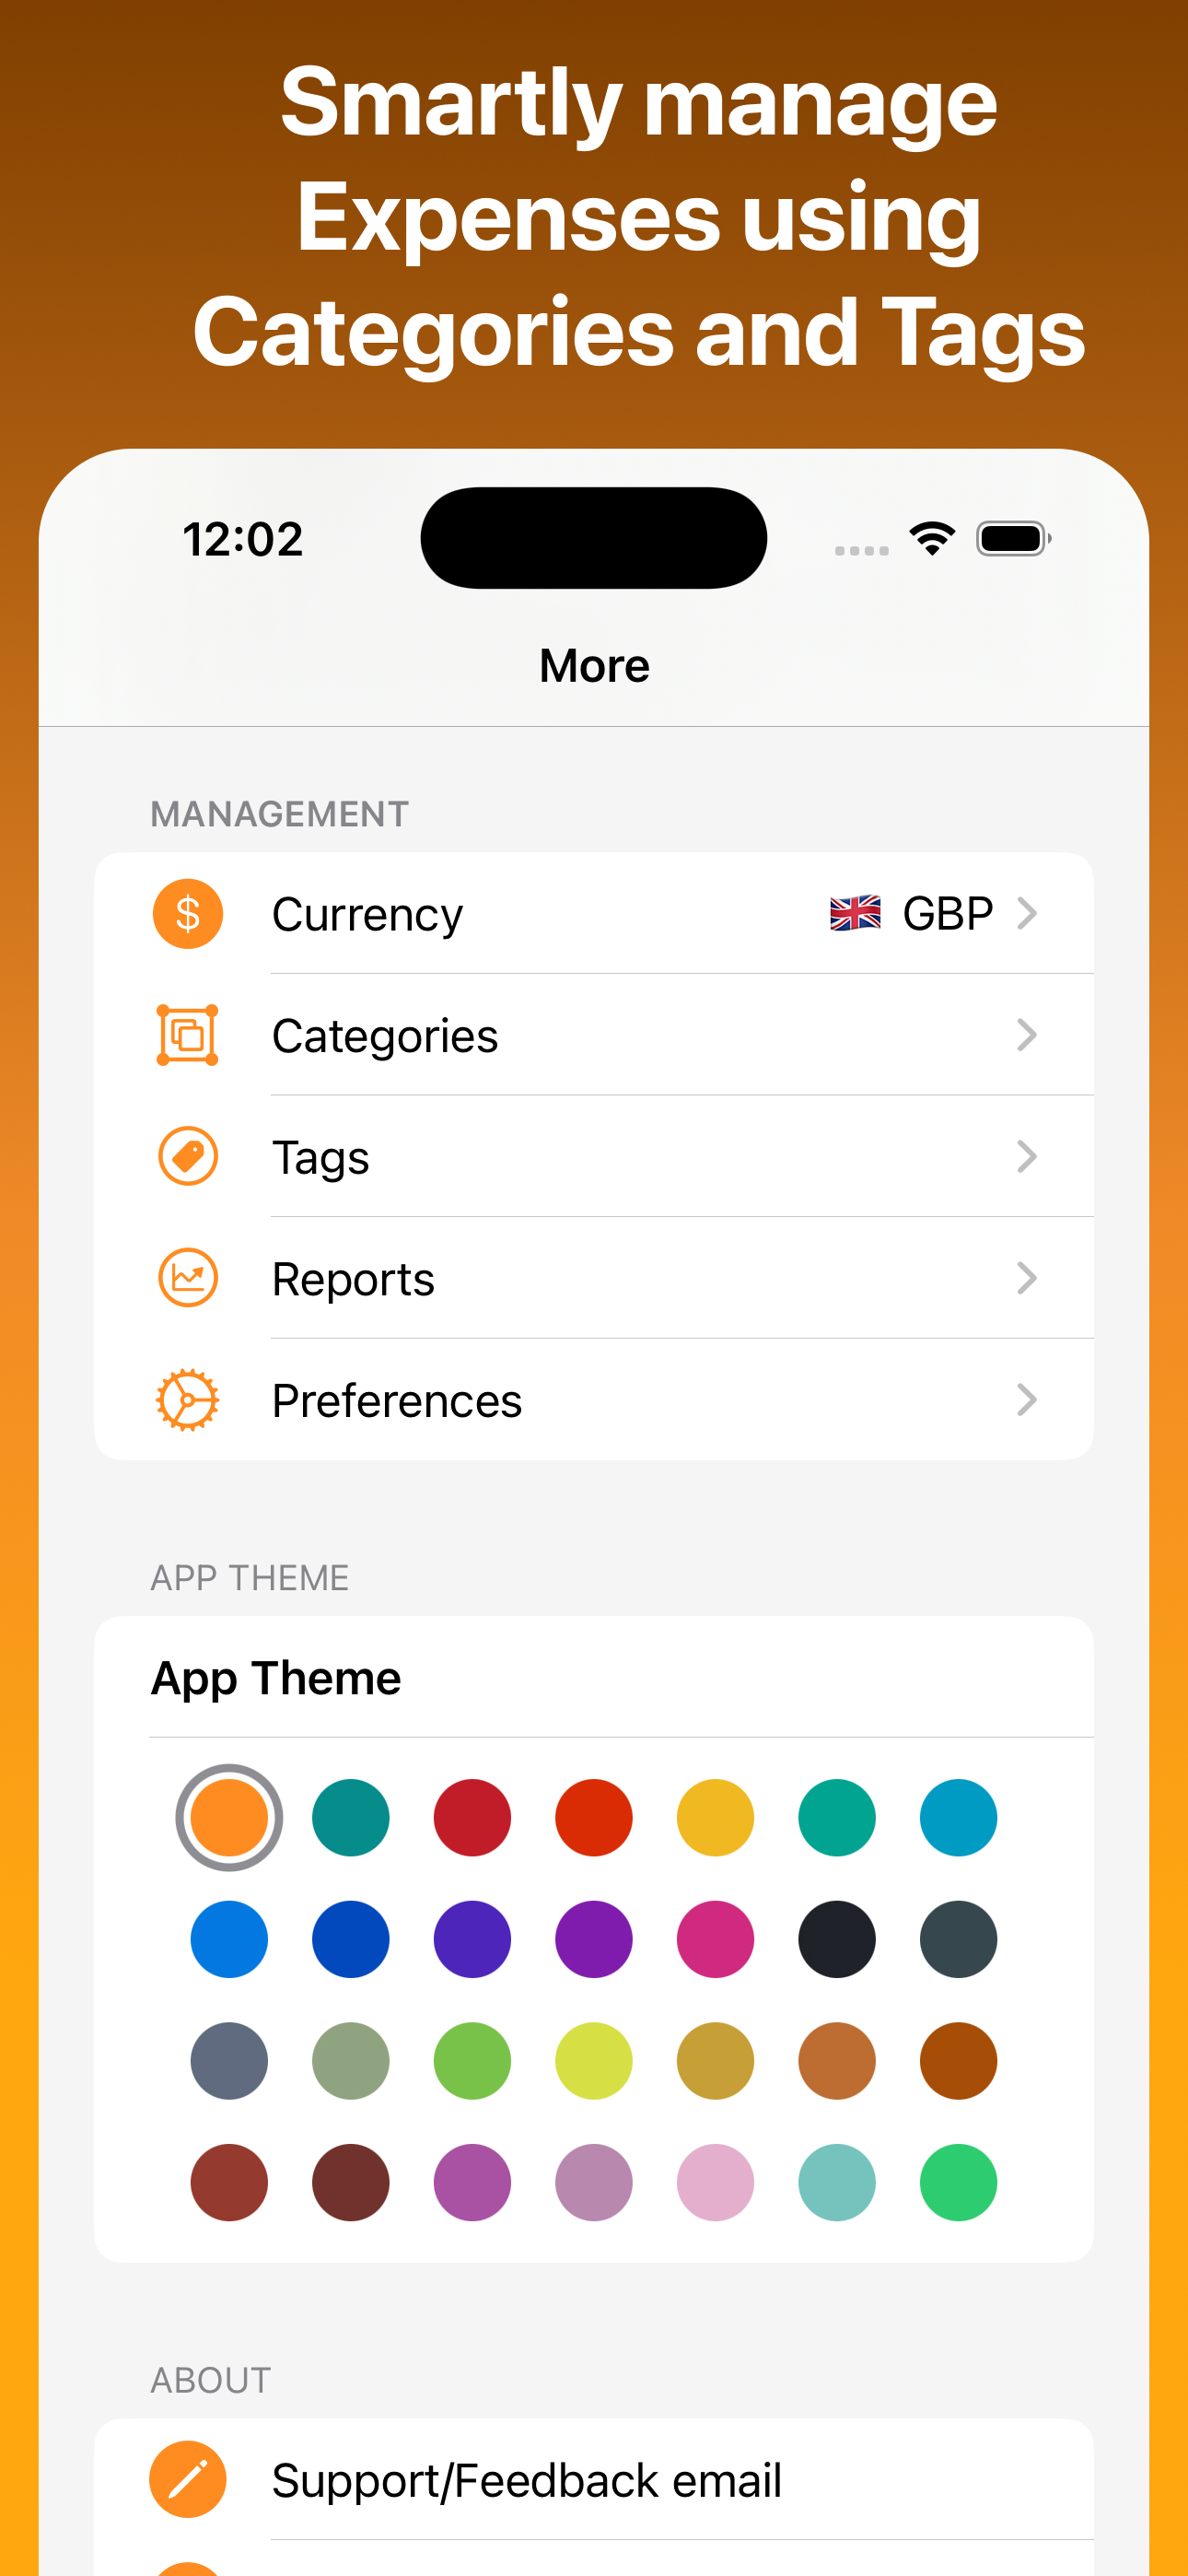 Smartly manage
Expenses using
Categories and Tags
12:02
More
MANAGEMENT
$ Currency 🇬🇧 GBP
Categories
Tags
Reports
Preferences
APP THEME
App Theme
ABOUT
Support/Feedback email